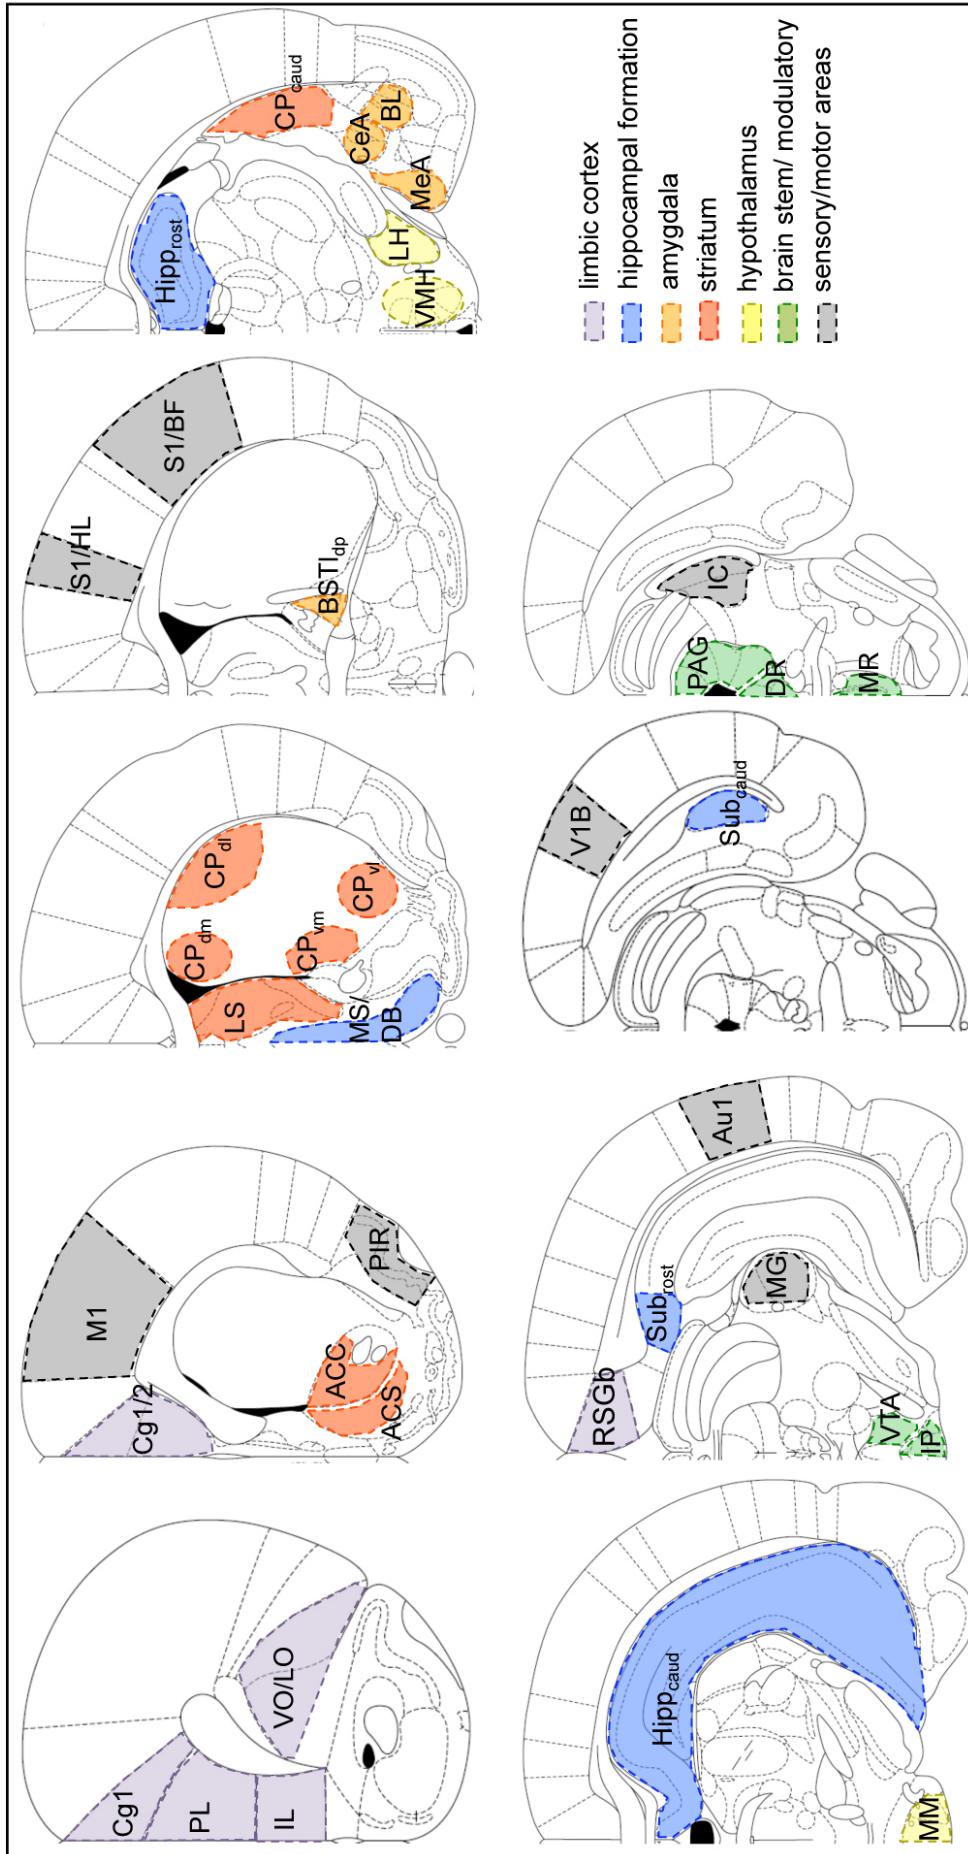 Cg1
PL
IL
VO/LO
M1
Cg1/2
ACC
ACS
PIR
CPdm
CPdl
LS
CPvm
CPvl
MS/
DB
S1/HL
S1/BF
BSTldp
Hipprost
CPcaud
CeA
BL
MeA
LH
VMH
Hippcaud
MM
RSGb
Subrost
Au1
MG
VTA
IP
V1B
Subcaud
PAG
DR
IC
MR
limbic cortex
hippocampal formation
amygdala
striatum
hypothalamus
brain stem/ modulatory
sensory/motor areas